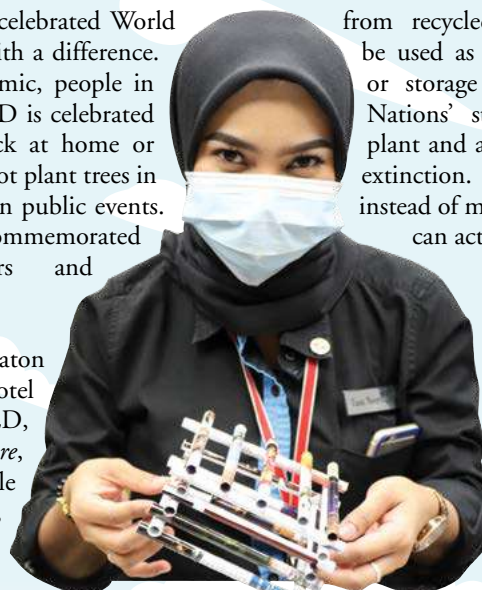 celebrated World
ith a difference.
mic, people in
D is celebrated
ck at home or
ot plant trees in
n public events.
ommemorated
rs and
aton
otel
D,
re,
le
from recycled
be used as
or storage
Nations' st
plant and a
extinction.
instead of m
can act